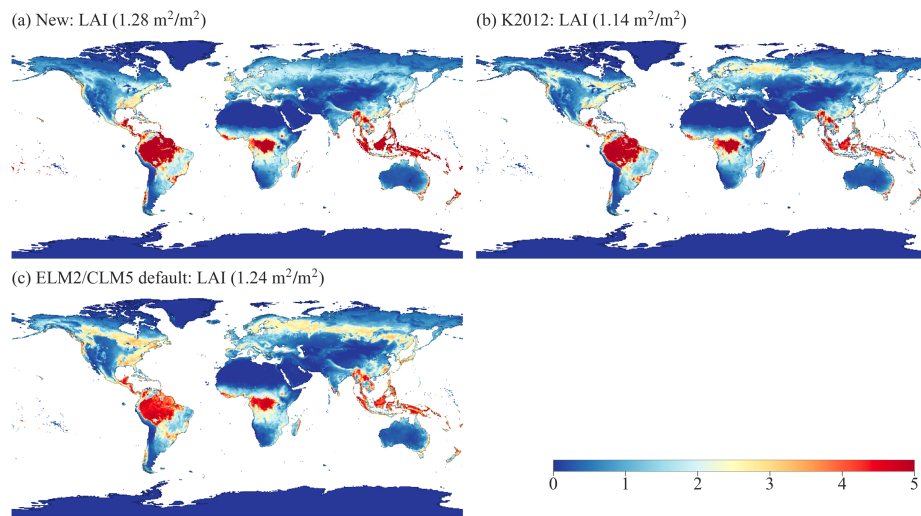 (a) New: LAI (1.28 m²/m²)
(b) K2012: LAI (1.14 m²/m²)
(c) ELM2/CLM5 default: LAI (1.24 m²/m²)
0 1 2 3 4 5